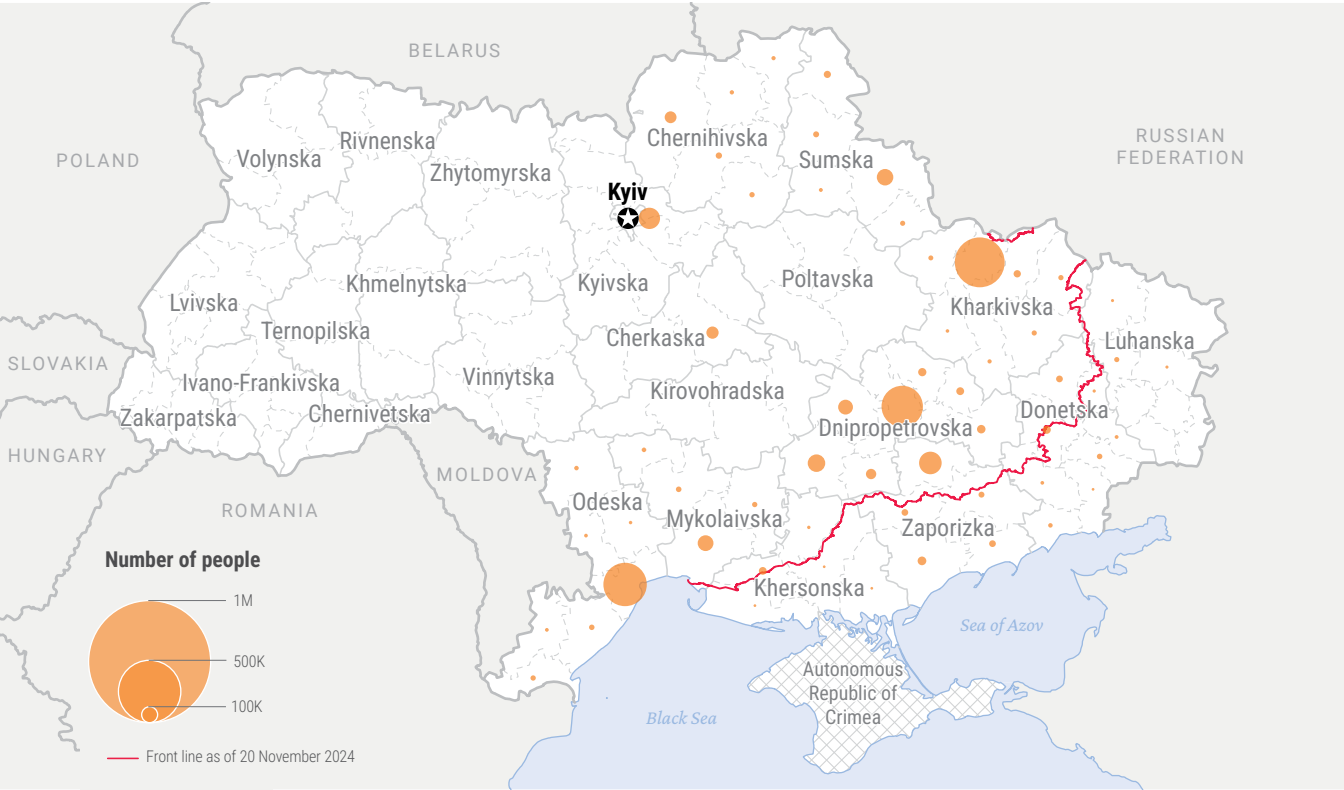 BELARUS
RUSSIAN
FEDERATION
POLAND
Volynska
Rivnenska
Zhytomyrska
Chernihivska
Sumska
Kyiv
Lvivska
Khmelnytska
Ternopilska
Kyivska
Poltavska
Kharkivska
Cherkaska
Luhanska
SLOVAKIA
Ivano-Frankivska
Vinnytska
Kirovohradska
Zakarpatska
Chernivetska
Dnipropetrovska
Donetska
HUNGARY
MOLDOVA
ROMANIA
Odeska
Mykolaivska
Zaporizka
Khersonska
Sea of Azov
Autonomous
Republic of
Crimea
Black Sea
Number of people
1M
500K
100K
Front line as of 20 November 2024